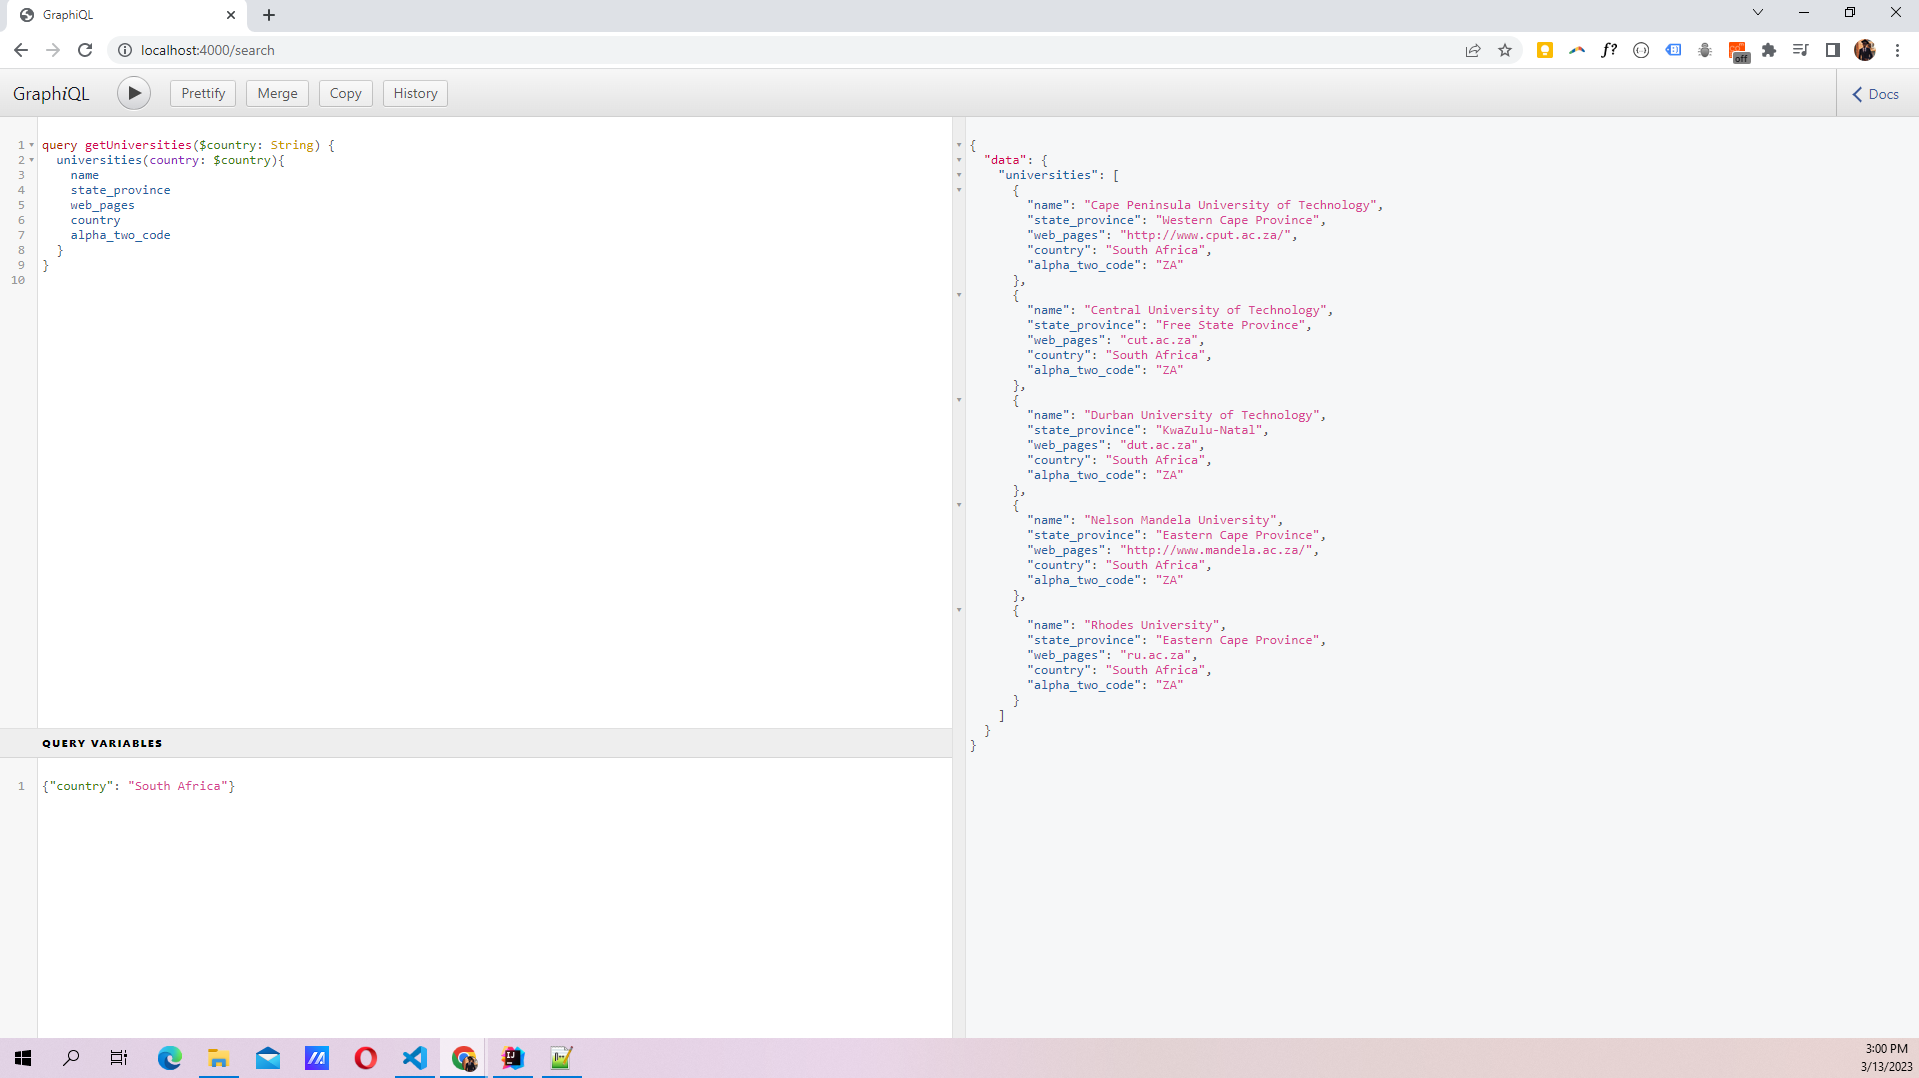 GraphiQL
localhost:4000/search
off
GraphiQL
Prettify
Merge
Copy
History
Docs
1 query getUniversities($country: String) {
2   universities(country: $country){
3     name
4     state_province
5     web_pages
6     country
7     alpha_two_code
8   }
9 }
10
QUERY VARIABLES
1 {"country": "South Africa"}
{
  "data": {
    "universities": [
      {
        "name": "Cape Peninsula University of Technology",
        "state_province": "Western Cape Province",
        "web_pages": "http://www.cput.ac.za/",
        "country": "South Africa",
        "alpha_two_code": "ZA"
      },
      {
        "name": "Central University of Technology",
        "state_province": "Free State Province",
        "web_pages": "cut.ac.za",
        "country": "South Africa",
        "alpha_two_code": "ZA"
      },
      {
        "name": "Durban University of Technology",
        "state_province": "KwaZulu-Natal",
        "web_pages": "dut.ac.za",
        "country": "South Africa",
        "alpha_two_code": "ZA"
      },
      {
        "name": "Nelson Mandela University",
        "state_province": "Eastern Cape Province",
        "web_pages": "http://www.mandela.ac.za/",
        "country": "South Africa",
        "alpha_two_code": "ZA"
      },
      {
        "name": "Rhodes University",
        "state_province": "Eastern Cape Province",
        "web_pages": "ru.ac.za",
        "country": "South Africa",
        "alpha_two_code": "ZA"
      }
    ]
  }
}
3:00 PM
3/13/2023